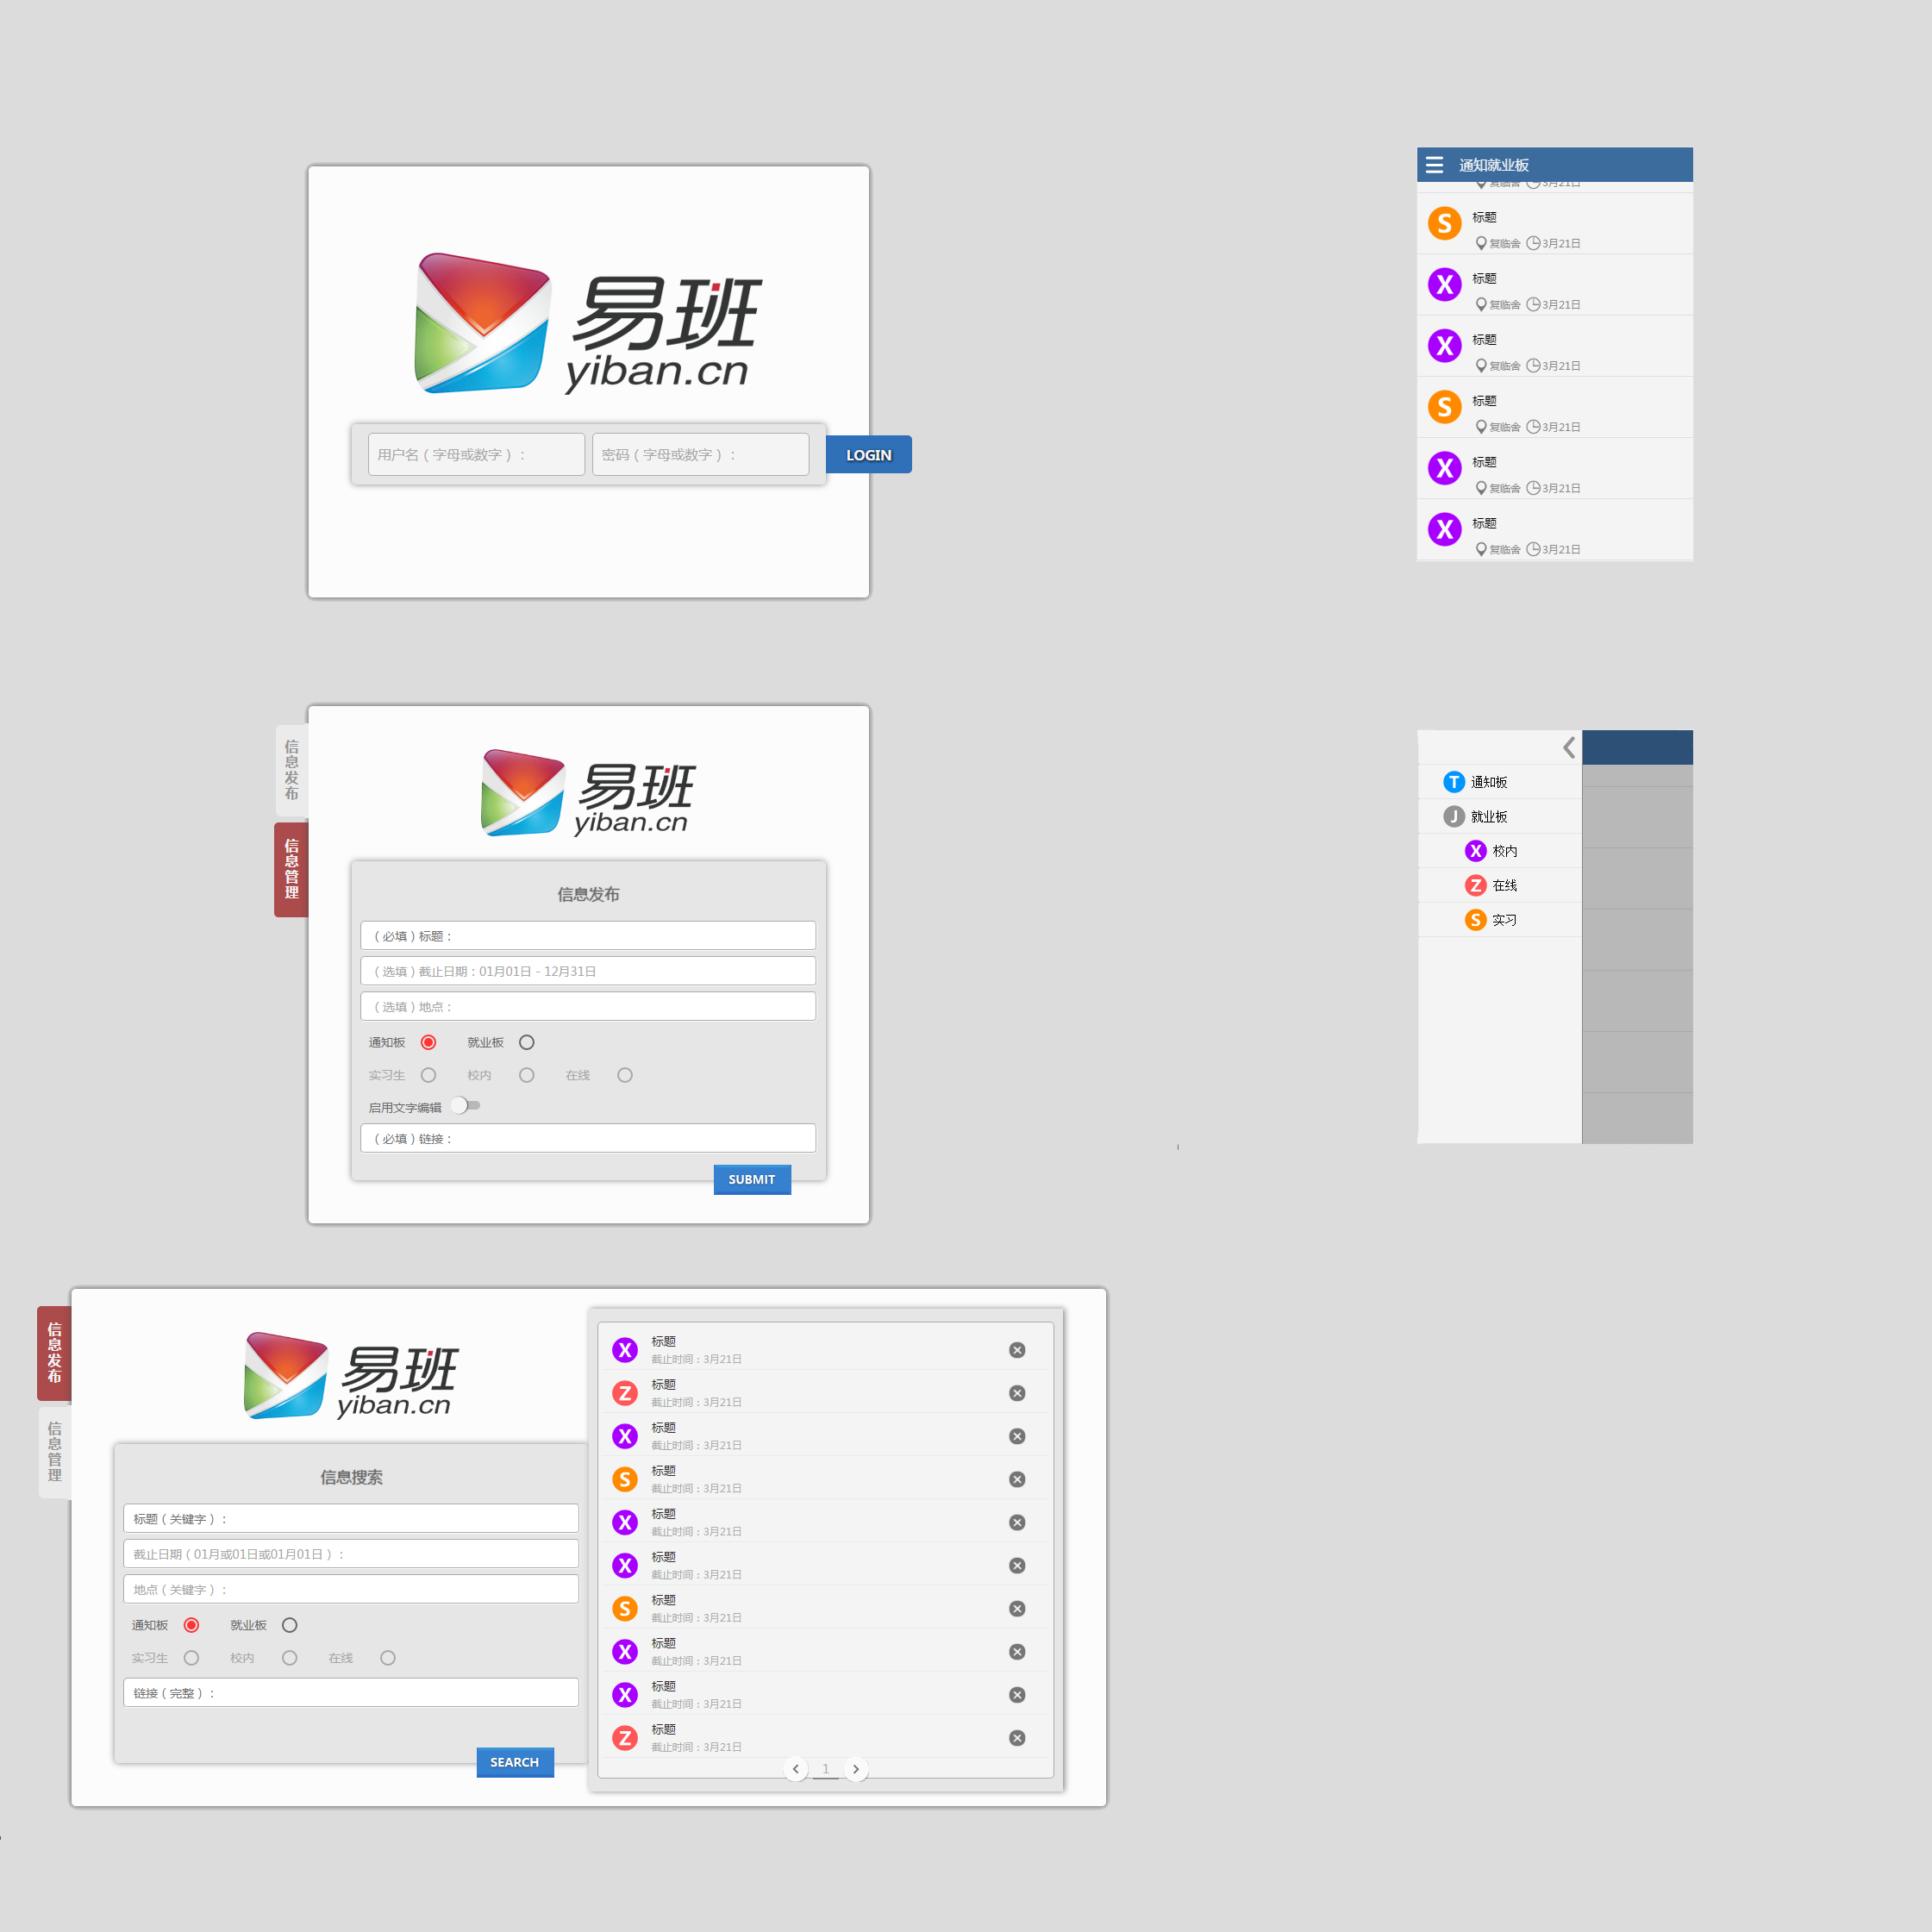 易班
yiban.cn
用户名（字母或数字）：
密码（字母或数字）：
LOGIN
通知就业板
复临舍 3月21日
S
标题
复临舍 3月21日
X
标题
复临舍 3月21日
X
标题
复临舍 3月21日
S
标题
复临舍 3月21日
X
标题
复临舍 3月21日
X
标题
复临舍 3月21日
信息发布
信息管理
易班
yiban.cn
信息发布
（必填）标题：
（选填）截止日期：01月01日 - 12月31日
（选填）地点：
通知板 就业板
实习生 校内 在线
启用文字编辑
（必填）链接：
SUBMIT
T 通知板
J 就业板
X 校内
Z 在线
S 实习
信息发布
信息管理
易班
yiban.cn
信息搜索
标题（关键字）：
截止日期（01月或01日或01月01日）：
地点（关键字）：
通知板 就业板
实习生 校内 在线
链接（完整）：
SEARCH
X
标题
截止时间：3月21日
Z
标题
截止时间：3月21日
X
标题
截止时间：3月21日
S
标题
截止时间：3月21日
X
标题
截止时间：3月21日
X
标题
截止时间：3月21日
S
标题
截止时间：3月21日
X
标题
截止时间：3月21日
X
标题
截止时间：3月21日
Z
标题
截止时间：3月21日
1